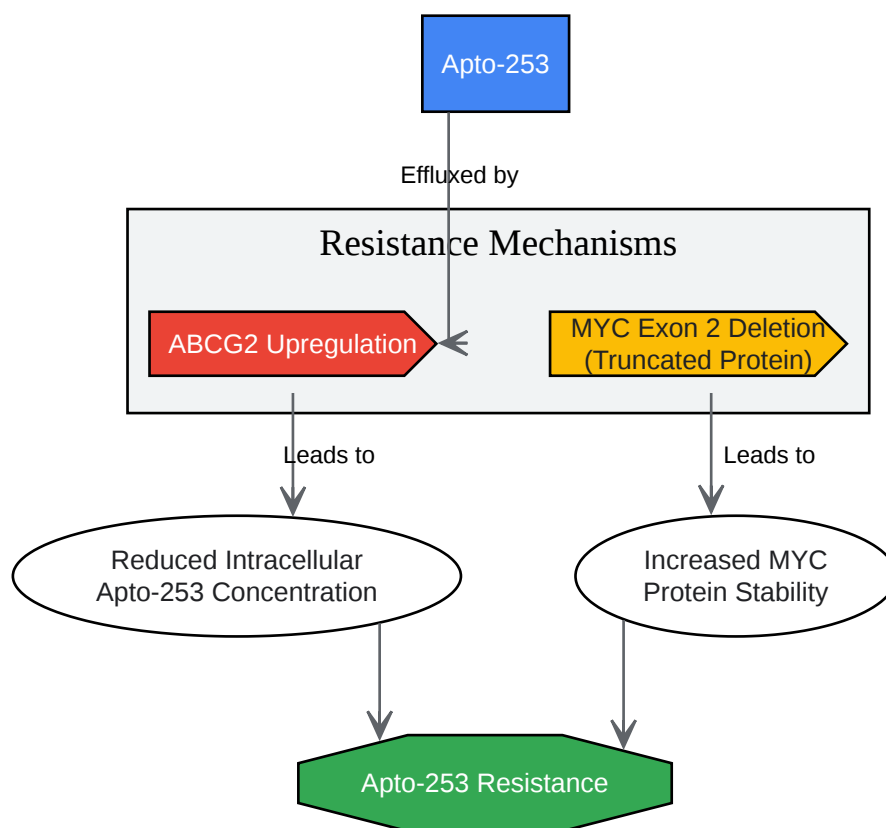 Apto-253
Effluxed by
Resistance Mechanisms
ABCG2 Upregulation
MYC Exon 2 Deletion
(Truncated Protein)
Leads to
Leads to
Reduced Intracellular
Apto-253 Concentration
Increased MYC
Protein Stability
Apto-253 Resistance